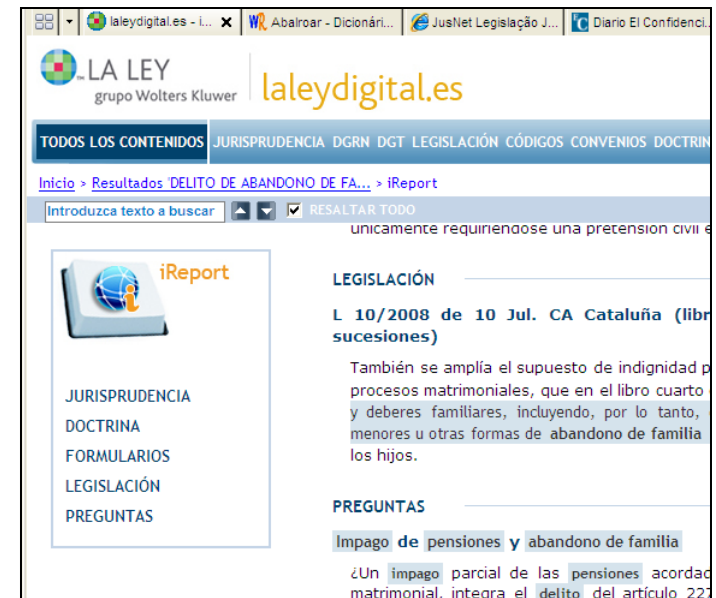 laleydigital.es - i...
Abalroar - Dicionári...
JusNet Legislação J...
Diario El Confidenci...
LA LEY
grupo Wolters Kluwer
laleydigital.es
TODOS LOS CONTENIDOS JURISPRUDENCIA DGRN DGT LEGISLACIÓN CÓDIGOS CONVENIOS DOCTRIN
Inicio > Resultados 'DELITO DE ABANDONO DE FA... > iReport
Introduzca texto a buscar
RESALTAR TODO
únicamente requiriéndose una pretensión civil e
iReport
JURISPRUDENCIA
DOCTRINA
FORMULARIOS
LEGISLACIÓN
PREGUNTAS
LEGISLACIÓN
L 10/2008 de 10 Jul. CA Cataluña (libr
sucesiones)
También se amplía el supuesto de indignidad p
procesos matrimoniales, que en el libro cuarto
y deberes familiares, incluyendo, por lo tanto,
menores u otras formas de abandono de familia
los hijos.
PREGUNTAS
Impago de pensiones y abandono de familia
¿Un impago parcial de las pensiones acordad
matrimonial, integra el delito del artículo 227